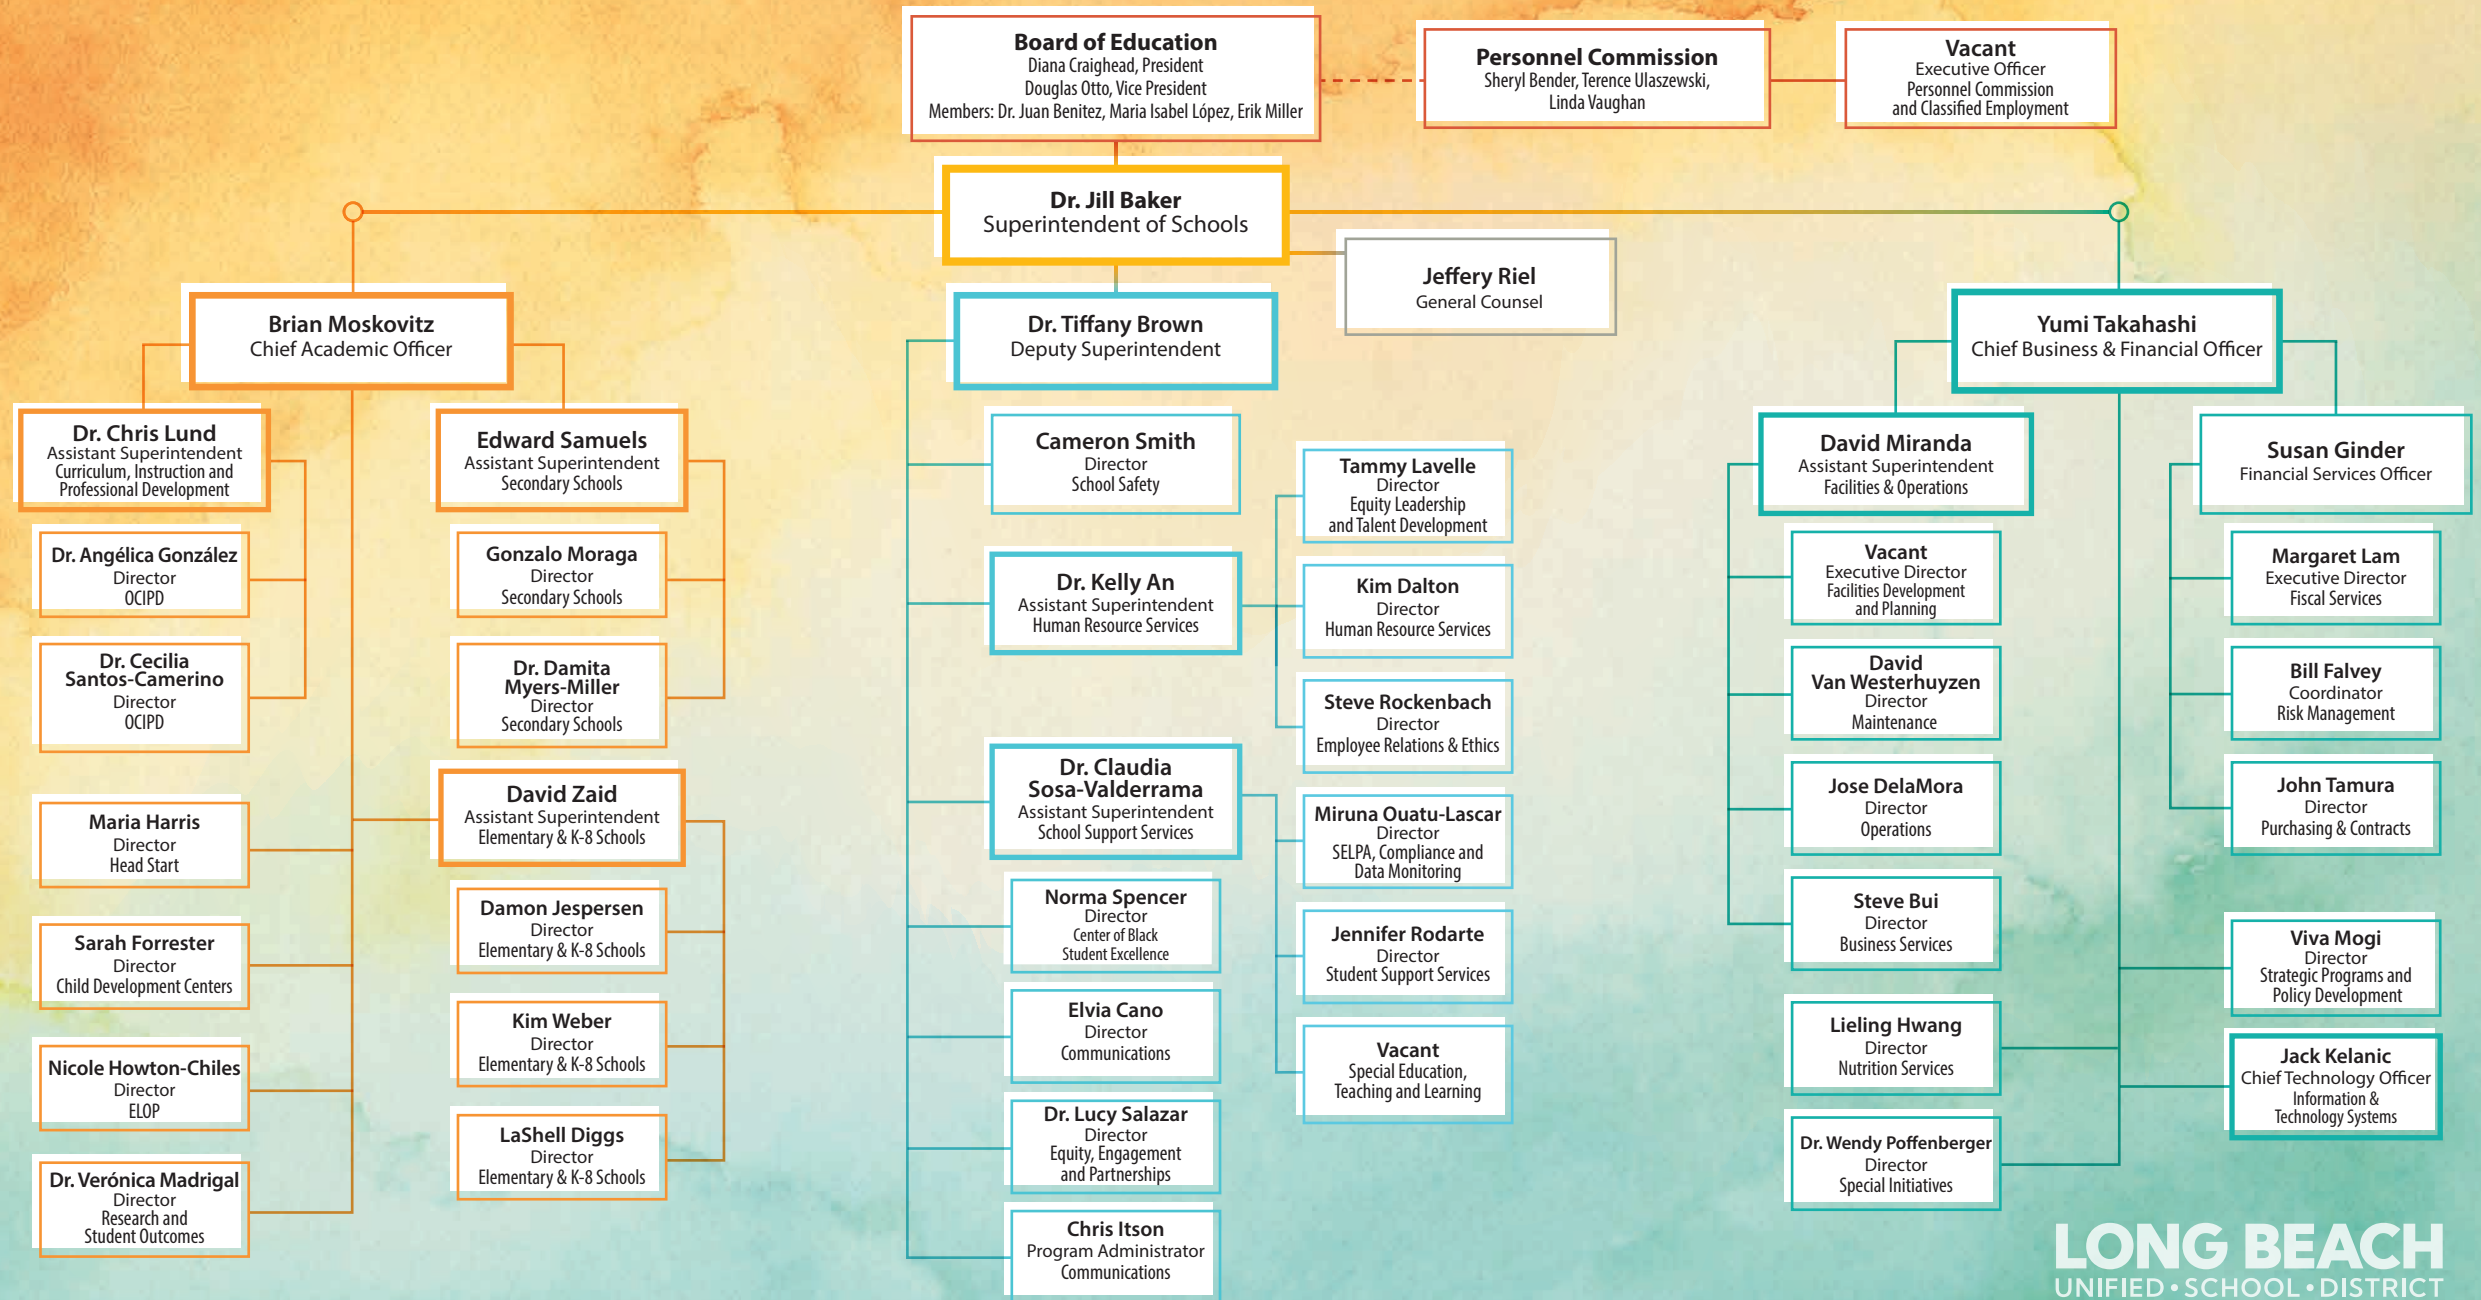 Board of Education
Diana Craighead, President
Douglas Otto, Vice President
Members: Dr. Juan Benitez, Maria Isabel López, Erik Miller
Personnel Commission
Sheryl Bender, Terence Ulaszewski,
Linda Vaughan
Vacant
Executive Officer
Personnel Commission
and Classified Employment
Dr. Jill Baker
Superintendent of Schools
Jeffery Riel
General Counsel
Brian Moskovitz
Chief Academic Officer
Dr. Chris Lund
Assistant Superintendent
Curriculum, Instruction and
Professional Development
Dr. Angélica González
Director
OCIPD
Dr. Cecilia
Santos-Camerino
Director
OCIPD
Maria Harris
Director
Head Start
Sarah Forrester
Director
Child Development Centers
Nicole Howton-Chiles
Director
ELOP
Dr. Verónica Madrigal
Director
Research and
Student Outcomes
Edward Samuels
Assistant Superintendent
Secondary Schools
Gonzalo Moraga
Director
Secondary Schools
Dr. Damita
Myers-Miller
Director
Secondary Schools
David Zaid
Assistant Superintendent
Elementary & K-8 Schools
Damon Jespersen
Director
Elementary & K-8 Schools
Kim Weber
Director
Elementary & K-8 Schools
LaShell Diggs
Director
Elementary & K-8 Schools
Dr. Tiffany Brown
Deputy Superintendent
Cameron Smith
Director
School Safety
Dr. Kelly An
Assistant Superintendent
Human Resource Services
Tammy Lavelle
Director
Equity Leadership
and Talent Development
Kim Dalton
Director
Human Resource Services
Steve Rockenbach
Director
Employee Relations & Ethics
Dr. Claudia
Sosa-Valderrama
Assistant Superintendent
School Support Services
Miruna Ouatu-Lascar
Director
SELPA, Compliance and
Data Monitoring
Jennifer Rodarte
Director
Student Support Services
Vacant
Special Education,
Teaching and Learning
Norma Spencer
Director
Center of Black
Student Excellence
Elvia Cano
Director
Communications
Dr. Lucy Salazar
Director
Equity, Engagement
and Partnerships
Chris Itson
Program Administrator
Communications
Yumi Takahashi
Chief Business & Financial Officer
David Miranda
Assistant Superintendent
Facilities & Operations
Vacant
Executive Director
Facilities Development
and Planning
David
Van Westerhuyzen
Director
Maintenance
Jose DelaMora
Director
Operations
Steve Bui
Director
Business Services
Lieling Hwang
Director
Nutrition Services
Dr. Wendy Poffenberger
Director
Special Initiatives
Susan Ginder
Financial Services Officer
Margaret Lam
Executive Director
Fiscal Services
Bill Falvey
Coordinator
Risk Management
John Tamura
Director
Purchasing & Contracts
Viva Mogi
Director
Strategic Programs and
Policy Development
Jack Kelanic
Chief Technology Officer
Information &
Technology Systems
LONG BEACH
UNIFIED • SCHOOL • DISTRICT